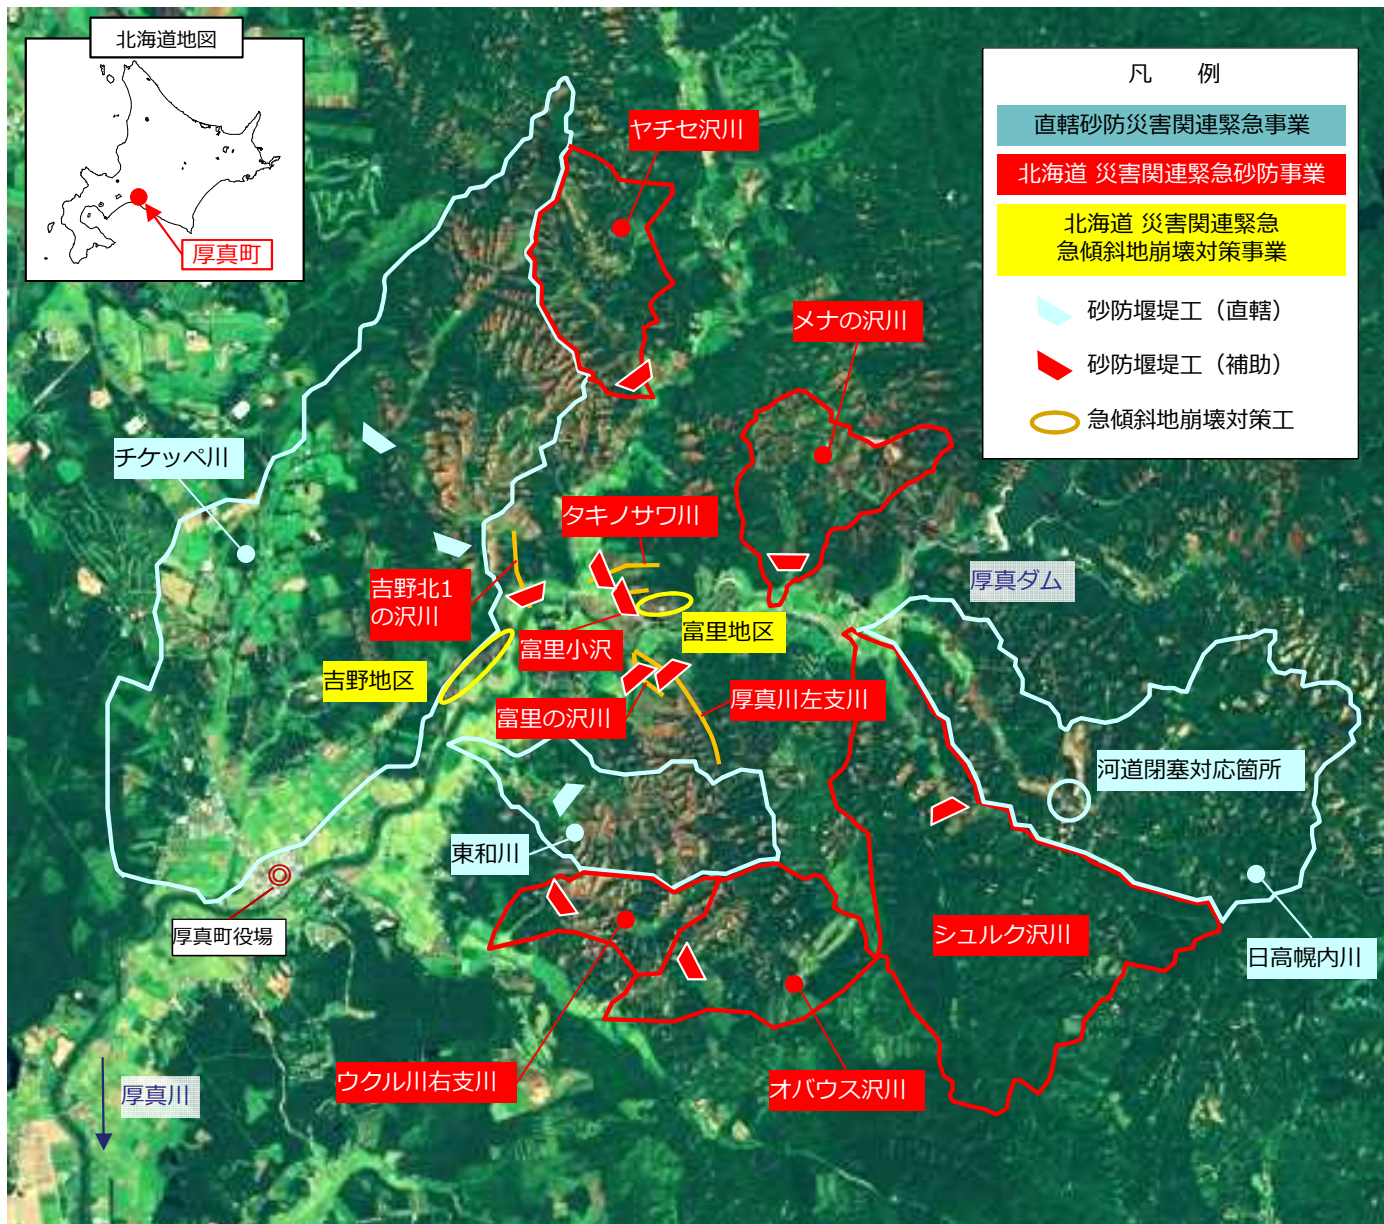 北海道地図
厚真町
凡　例
直轄砂防災害関連緊急事業
北海道 災害関連緊急砂防事業
北海道 災害関連緊急
急傾斜地崩壊対策事業
砂防堰堤工（直轄）
砂防堰堤工（補助）
急傾斜地崩壊対策工
ヤチセ沢川
メナの沢川
チケッペ川
タキノサワ川
吉野北1
の沢川
厚真ダム
富里小沢
富里地区
吉野地区
富里の沢川
厚真川左支川
河道閉塞対応箇所
東和川
厚真町役場
シュルク沢川
日高幌内川
ウクル川右支川
オバウス沢川
厚真川